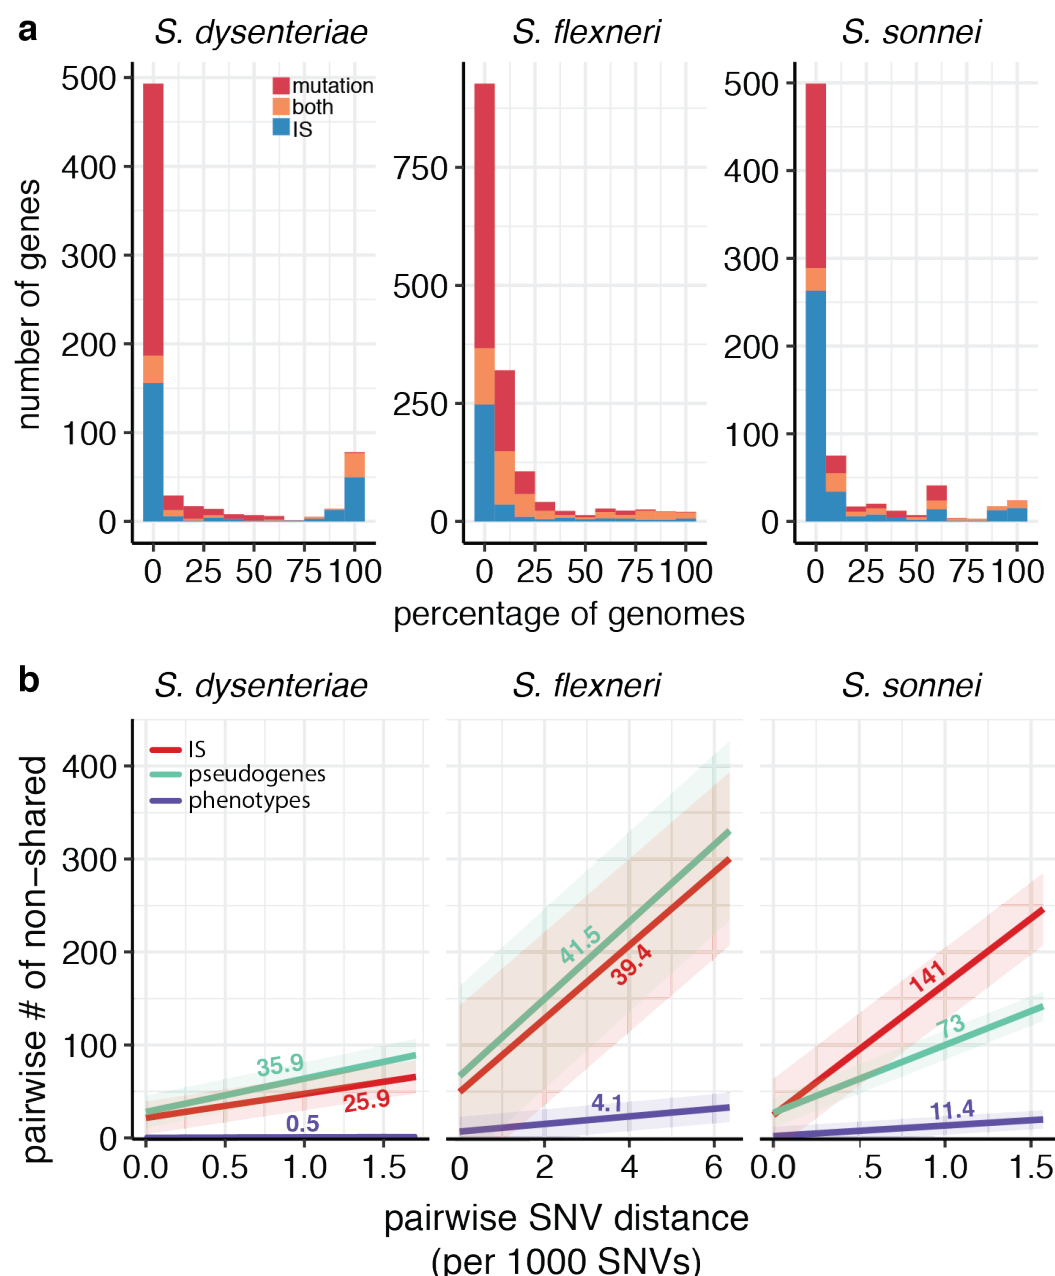 a
S. dysenteriae S. flexneri S. sonnei
number of genes
500
400
300
200
100
0
mutation
both
IS
0 25 50 75 100
750
500
250
0
0 25 50 75 100
500
400
300
200
100
0
0 25 50 75 100
percentage of genomes
b
S. dysenteriae S. flexneri S. sonnei
pairwise # of non-shared
400
300
200
100
0
IS
pseudogenes
phenotypes
35.9
25.9
0.5
0.0 0.5 1.0 1.5
41.5
39.4
4.1
0 2 4 6
141
73
11.4
0.0 .5 1.0 1.5
pairwise SNV distance
(per 1000 SNVs)